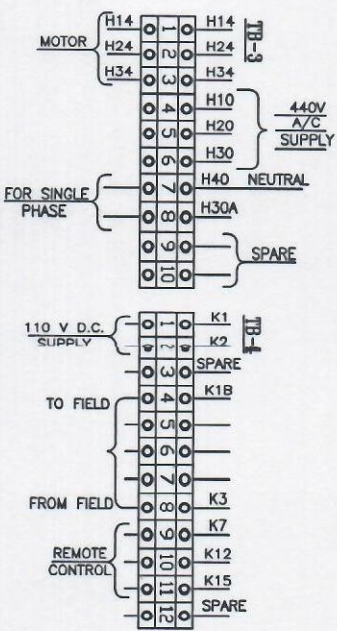 TB-3
H14 1 H14
MOTOR
H24 2 H24
H34 3 H34
4 H10
440V
A/C
SUPPLY
5 H20
6 H30
7 H40 NEUTRAL
FOR SINGLE
PHASE
8 H30A
9
SPARE
10
TB-4
110 V D.C.
SUPPLY
1 K1
2 K2
3 SPARE
TO FIELD 4 K1B
5
6
7
FROM FIELD 8 K3
9 K7
REMOTE
CONTROL
10 K12
11 K15
12 SPARE